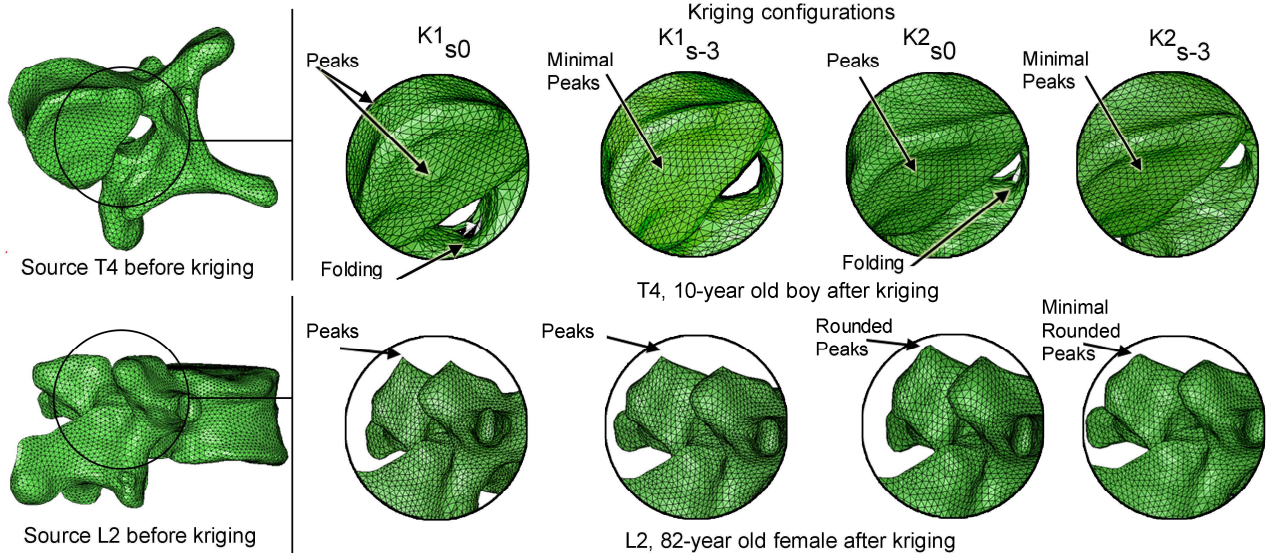 Kriging configurations
K1s0
K1s-3
K2s0
K2s-3
Peaks
Minimal
Peaks
Peaks
Minimal
Peaks
Folding
Folding
Source T4 before kriging
T4, 10-year old boy after kriging
Peaks
Peaks
Rounded
Peaks
Minimal
Rounded
Peaks
Source L2 before kriging
L2, 82-year old female after kriging